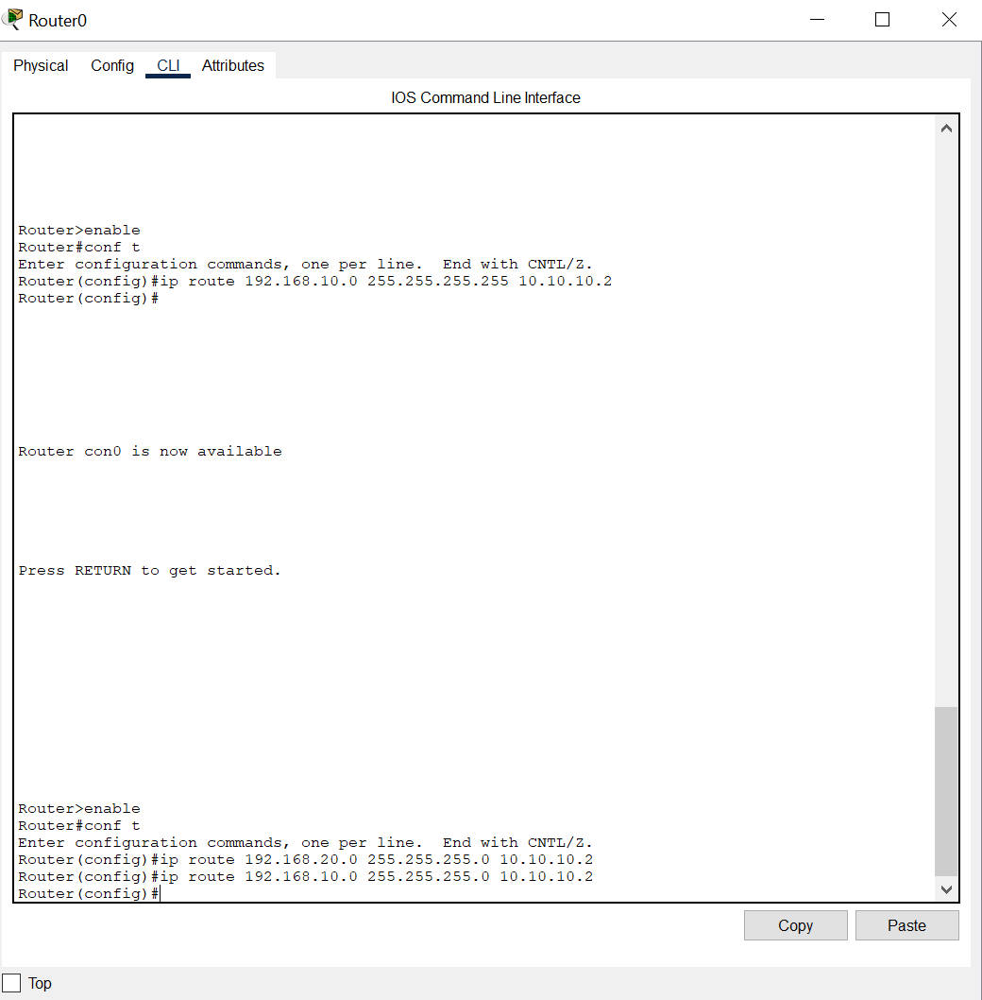 Router0
Physical Config CLI Attributes
IOS Command Line Interface
Router>enable
Router#conf t
Enter configuration commands, one per line.  End with CNTL/Z.
Router(config)#ip route 192.168.10.0 255.255.255.255 10.10.10.2
Router(config)#
Router con0 is now available
Press RETURN to get started.
Router>enable
Router#conf t
Enter configuration commands, one per line.  End with CNTL/Z.
Router(config)#ip route 192.168.20.0 255.255.255.0 10.10.10.2
Router(config)#ip route 192.168.10.0 255.255.255.0 10.10.10.2
Router(config)#
Copy Paste
Top